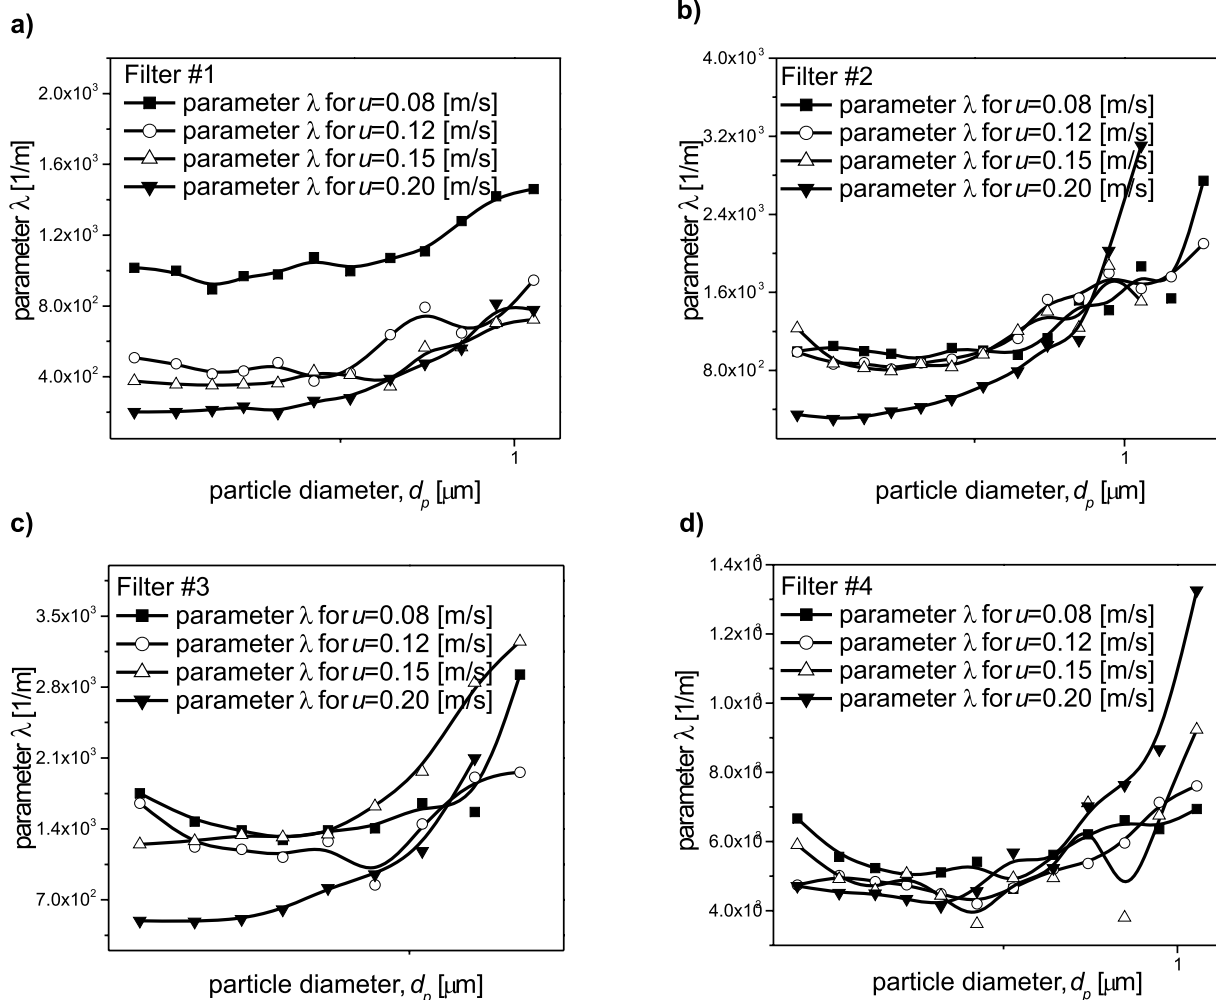 a)
Filter #1
parameter λ for u=0.08 [m/s]
parameter λ for u=0.12 [m/s]
parameter λ for u=0.15 [m/s]
parameter λ for u=0.20 [m/s]
2.0x10³
1.6x10³
1.2x10³
8.0x10²
4.0x10²
parameter λ [1/m]
1
particle diameter, dₚ [μm]
b)
Filter #2
parameter λ for u=0.08 [m/s]
parameter λ for u=0.12 [m/s]
parameter λ for u=0.15 [m/s]
parameter λ for u=0.20 [m/s]
4.0x10³
3.2x10³
2.4x10³
1.6x10³
8.0x10²
parameter λ [1/m]
1
particle diameter, dₚ [μm]
c)
Filter #3
parameter λ for u=0.08 [m/s]
parameter λ for u=0.12 [m/s]
parameter λ for u=0.15 [m/s]
parameter λ for u=0.20 [m/s]
3.5x10³
2.8x10³
2.1x10³
1.4x10³
7.0x10²
parameter λ [1/m]
particle diameter, dₚ [μm]
d)
Filter #4
parameter λ for u=0.08 [m/s]
parameter λ for u=0.12 [m/s]
parameter λ for u=0.15 [m/s]
parameter λ for u=0.20 [m/s]
parameter λ [1/m]
1
particle diameter, dₚ [μm]